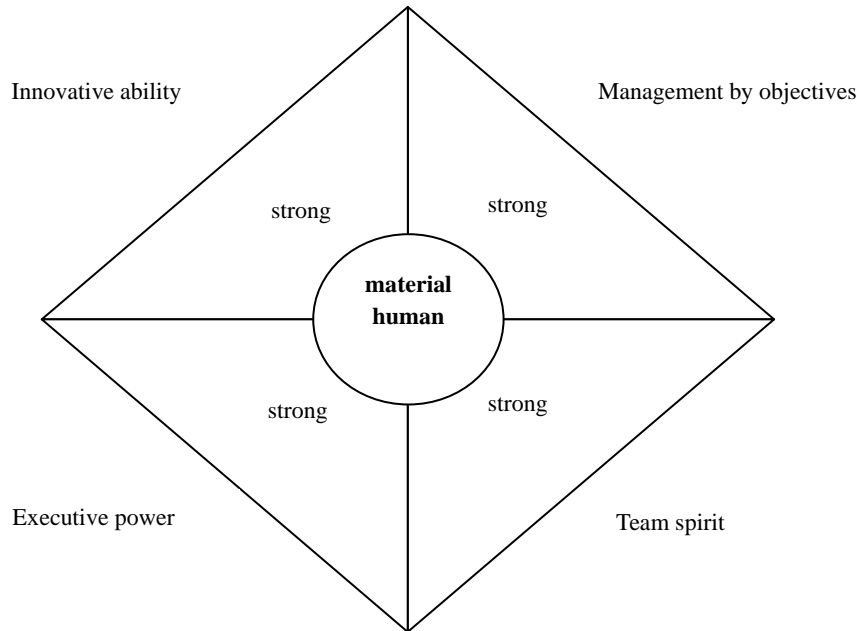 Innovative ability
Management by objectives
strong
strong
material
human
strong
strong
Executive power
Team spirit